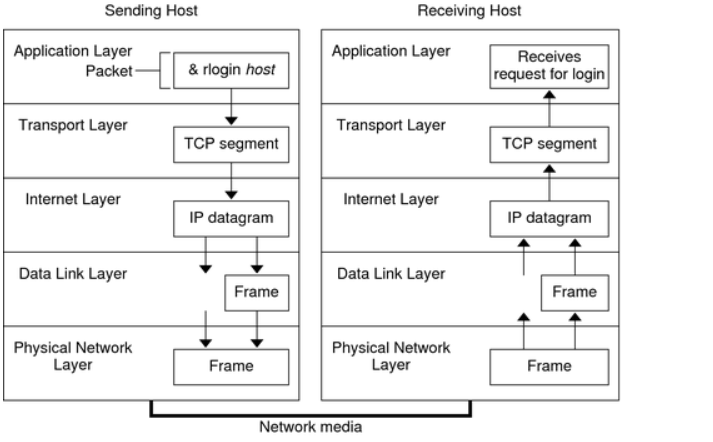 Sending Host
Receiving Host
Application Layer
Packet
& rlogin host
Transport Layer
TCP segment
Internet Layer
IP datagram
Data Link Layer
Frame
Physical Network
Layer
Frame
Application Layer
Receives
request for login
Transport Layer
TCP segment
Internet Layer
IP datagram
Data Link Layer
Frame
Physical Network
Layer
Frame
Network media